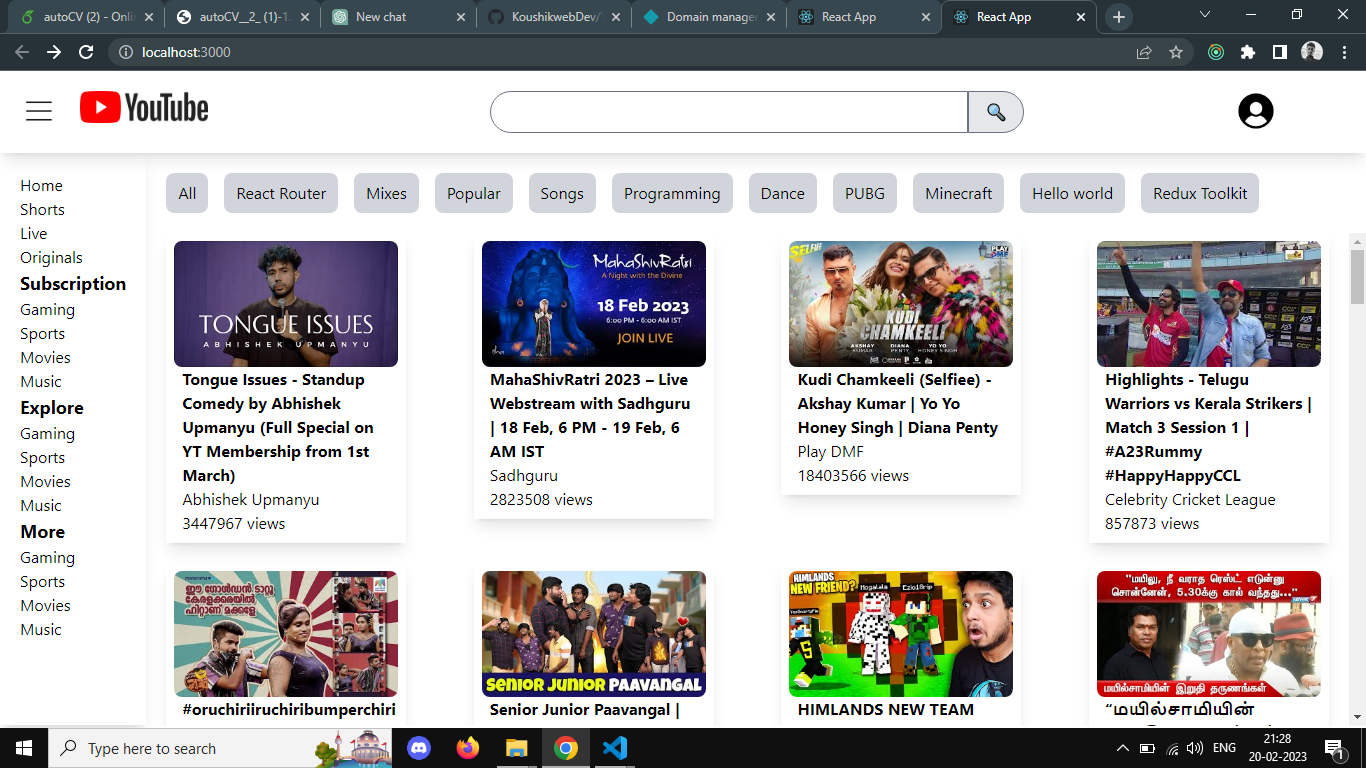 autoCV (2) - Onli
autoCV__2_ (1)-1.
New chat
KoushikwebDev/
Domain manage
React App
React App
localhost:3000
YouTube
All
React Router
Mixes
Popular
Songs
Programming
Dance
PUBG
Minecraft
Hello world
Redux Toolkit
Home
Shorts
Live
Originals
Subscription
Gaming
Sports
Movies
Music
Explore
Gaming
Sports
Movies
Music
More
Gaming
Sports
Movies
Music
TONGUE ISSUES
ABHISHEK UPMANYU
Tongue Issues - Standup
Comedy by Abhishek
Upmanyu (Full Special on
YT Membership from 1st
March)
Abhishek Upmanyu
3447967 views
MAHASHIVRATRI
A Night with the Divine
18 Feb 2023
6:00 PM - 6:00 AM IST
JOIN LIVE
MahaShivRatri 2023 – Live
Webstream with Sadhguru
| 18 Feb, 6 PM - 19 Feb, 6
AM IST
Sadhguru
2823508 views
SELFIEE
PLAY
DMF
KUDI
CHAMKEELI
AKSHAY
KUMAR
DIANA
PENTY
YO YO
HONEY SINGH
Kudi Chamkeeli (Selfiee) -
Akshay Kumar | Yo Yo
Honey Singh | Diana Penty
Play DMF
18403566 views
Highlights - Telugu
Warriors vs Kerala Strikers |
Match 3 Session 1 |
#A23Rummy
#HappyHappyCCL
Celebrity Cricket League
857873 views
ഈ ഗോൾഡൻ ടാറ്റൂ
കേരളക്കരയിൽ
ഹിറ്റാണ് മക്കളേ
#oruchiriiruchiribumperchiri
SENIOR JUNIOR PAAVANGAL
Senior Junior Paavangal |
HIMLANDS NEW
FRIEND?
HIMLANDS NEW TEAM
"மயிலு, நீ வராத ரெஸ்ட் எடுன்னு
சொன்னேன், 5.30க்கு கால் வந்தது..."
மயில்சாமியின் இறுதி தருணங்கள்
“மயில்சாமியின்
Type here to search
ENG
21:28
20-02-2023
1